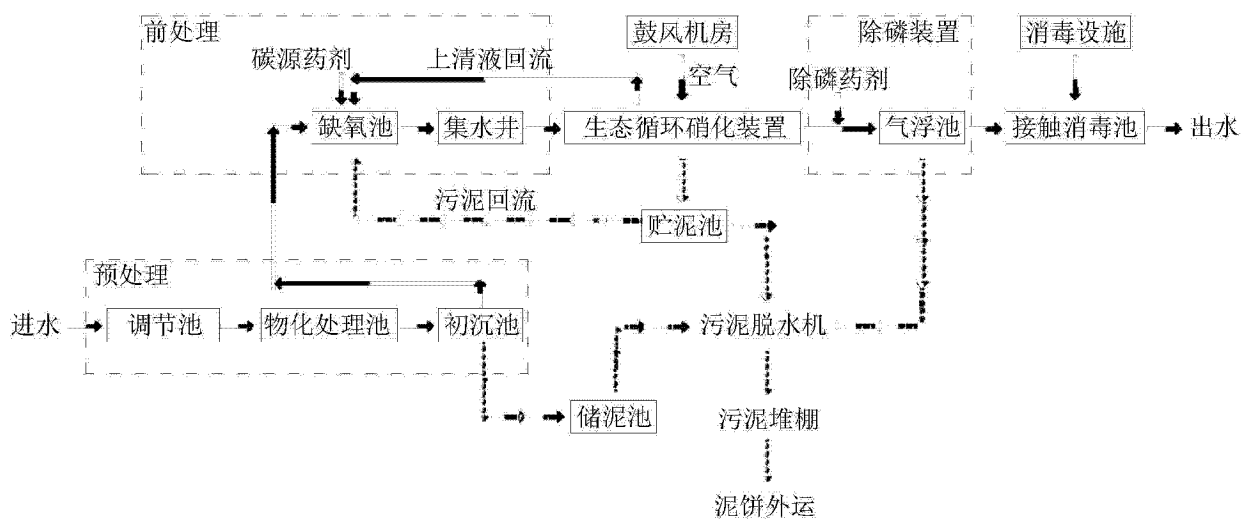 前处理
鼓风机房
除磷装置
消毒设施
碳源药剂
上清液回流
空气
除磷药剂
缺氧池
集水井
生态循环硝化装置
气浮池
接触消毒池
出水
污泥回流
贮泥池
预处理
进水
调节池
物化处理池
初沉池
污泥脱水机
储泥池
污泥堆棚
泥饼外运